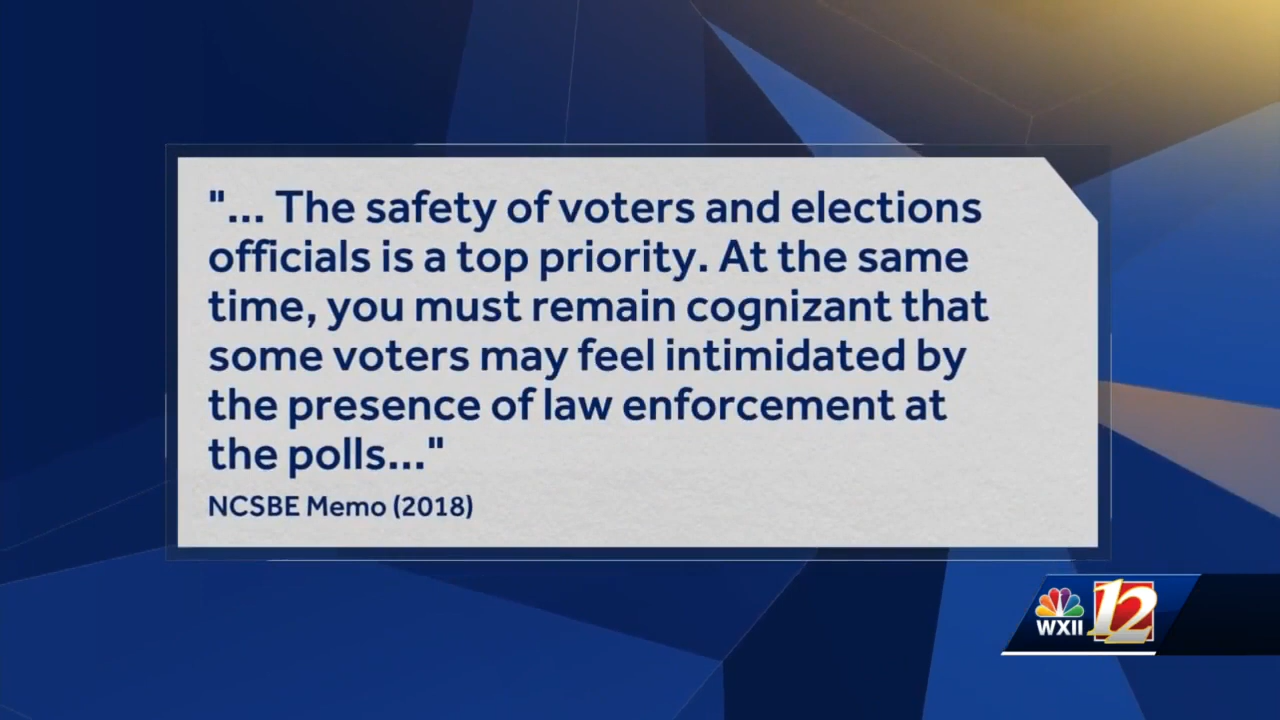 "... The safety of voters and elections
officials is a top priority. At the same
time, you must remain cognizant that
some voters may feel intimidated by
the presence of law enforcement at
the polls..."
NCSBE Memo (2018)
WXII 12